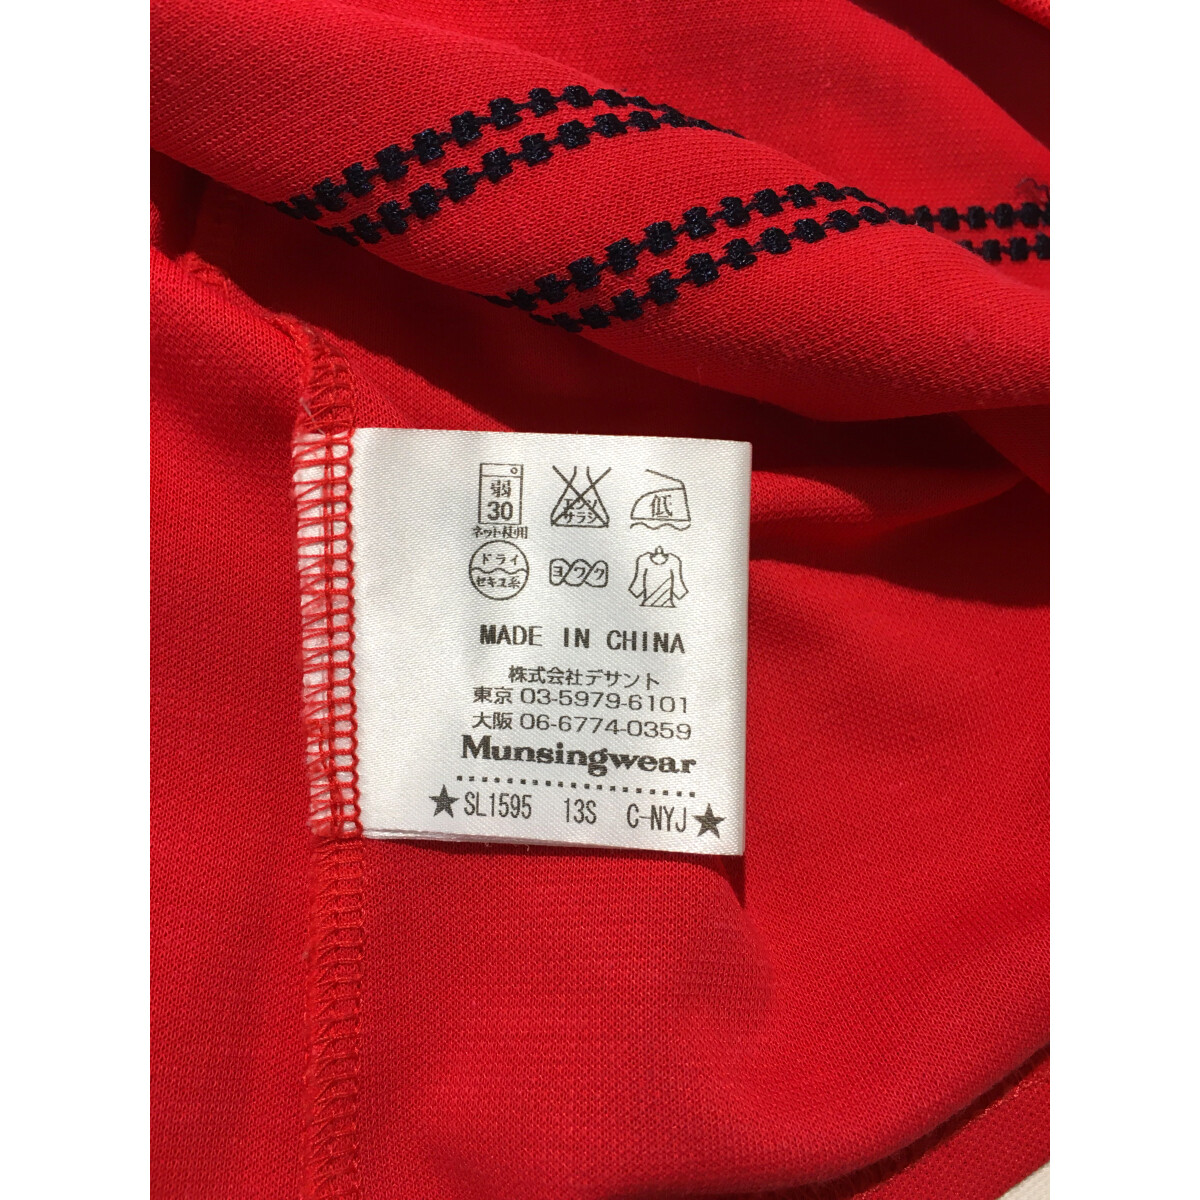 弱 エンソ 低
30 サラシ
ネット使用
ドライ ヨワク
セキユ系
MADE IN CHINA
株式会社デサント
東京 03-5979-6101
大阪 06-6774-0359
Munsingwear
★SL1595 13S C-NYJ★